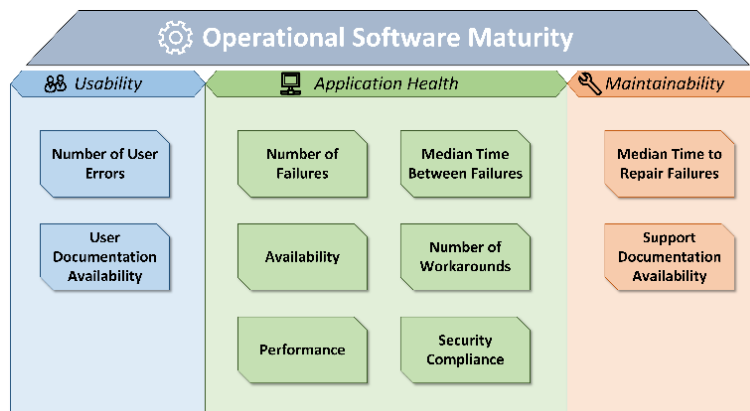 Operational Software Maturity
Usability
Application Health
Maintainability
Number of User
Errors
User
Documentation
Availability
Number of
Failures
Median Time
Between Failures
Availability
Number of
Workarounds
Performance
Security
Compliance
Median Time to
Repair Failures
Support
Documentation
Availability